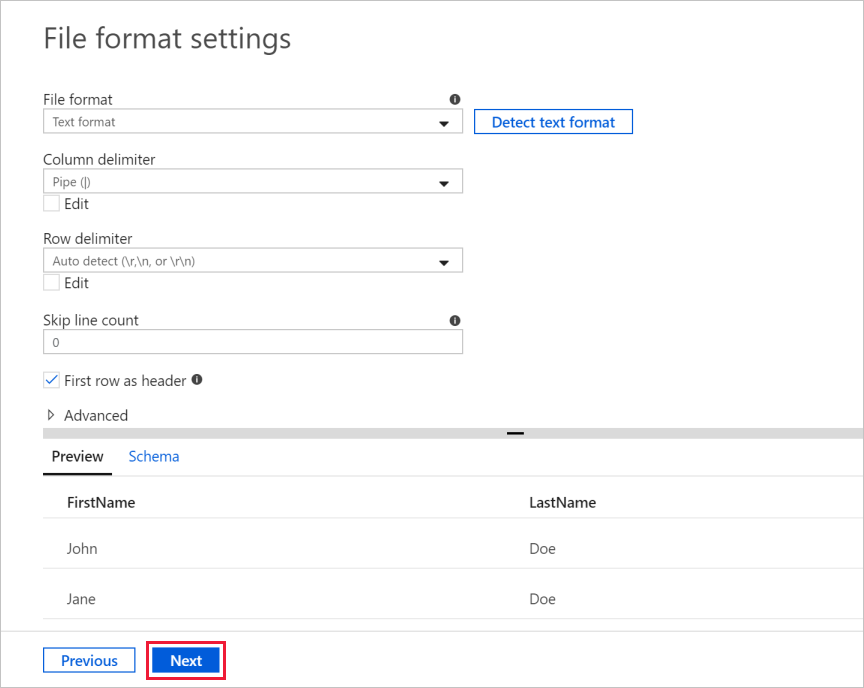 File format settings
File format
Text format
Detect text format
Column delimiter
Pipe (|)
Edit
Row delimiter
Auto detect (\r,\n, or \r\n)
Edit
Skip line count
0
First row as header
Advanced
Preview Schema
FirstName LastName
John Doe
Jane Doe
Previous Next